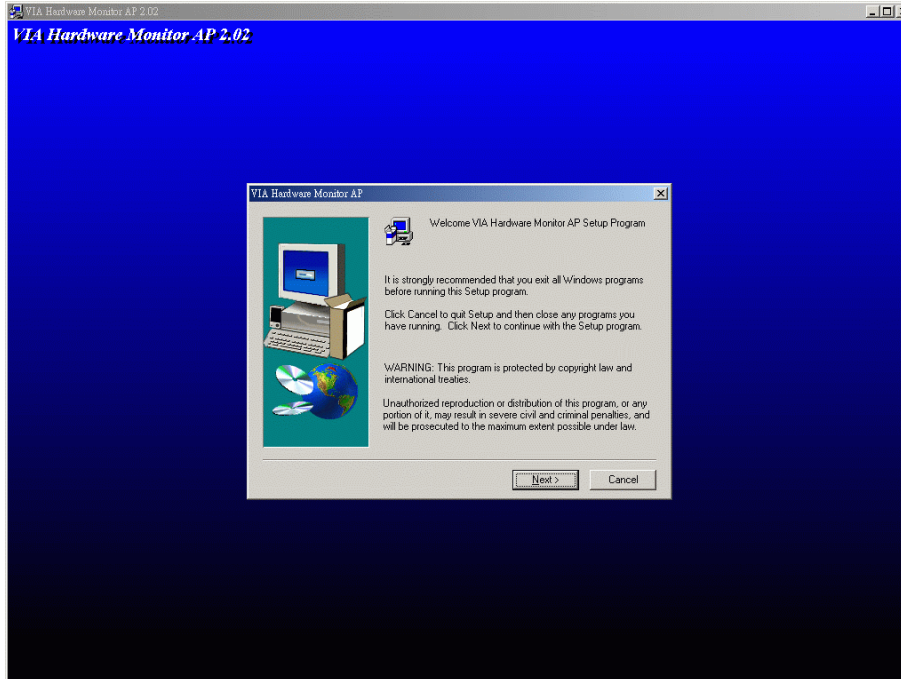 VIA Hardware Monitor AP 2.02
VIA Hardware Monitor AP 2.02
VIA Hardware Monitor AP
Welcome VIA Hardware Monitor AP Setup Program
It is strongly recommended that you exit all Windows programs
before running this Setup program.
Click Cancel to quit Setup and then close any programs you
have running. Click Next to continue with the Setup program.
WARNING: This program is protected by copyright law and
international treaties.
Unauthorized reproduction or distribution of this program, or any
portion of it, may result in severe civil and criminal penalties, and
will be prosecuted to the maximum extent possible under law.
Next > Cancel